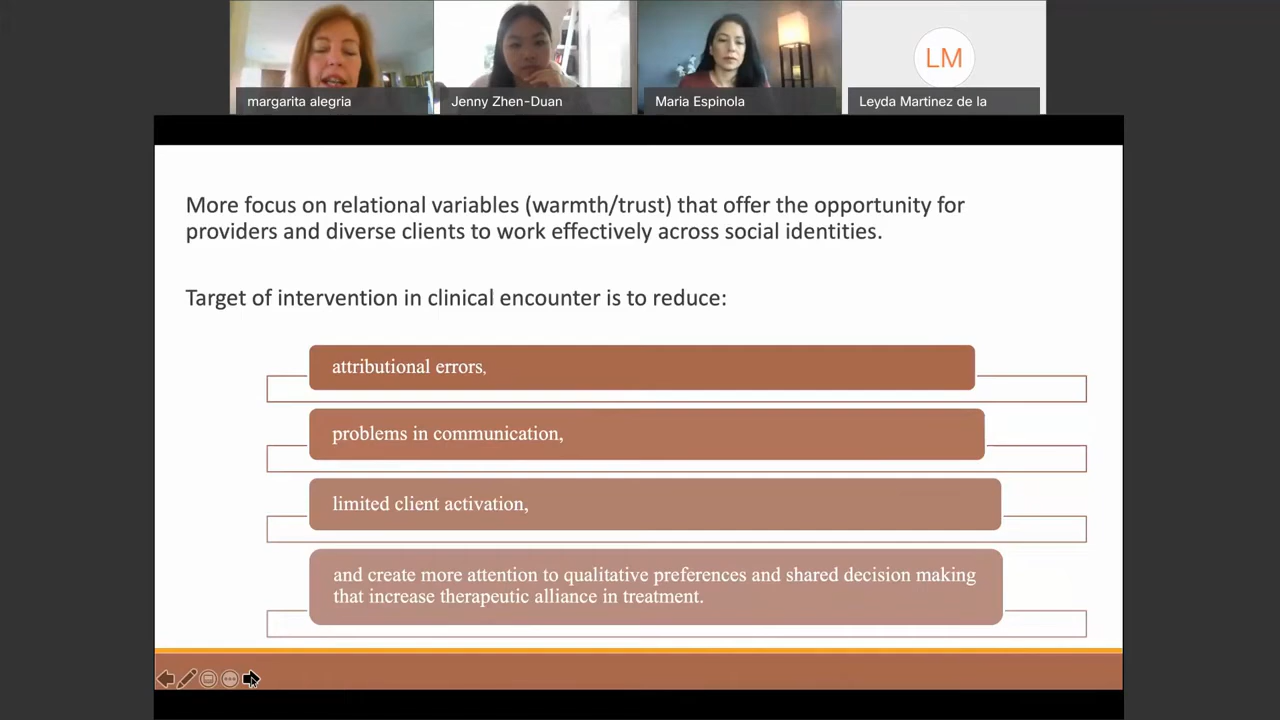 margarita alegria
Jenny Zhen-Duan
Maria Espinola
LM
Leyda Martinez de la
More focus on relational variables (warmth/trust) that offer the opportunity for
providers and diverse clients to work effectively across social identities.
Target of intervention in clinical encounter is to reduce:
attributional errors,
problems in communication,
limited client activation,
and create more attention to qualitative preferences and shared decision making
that increase therapeutic alliance in treatment.